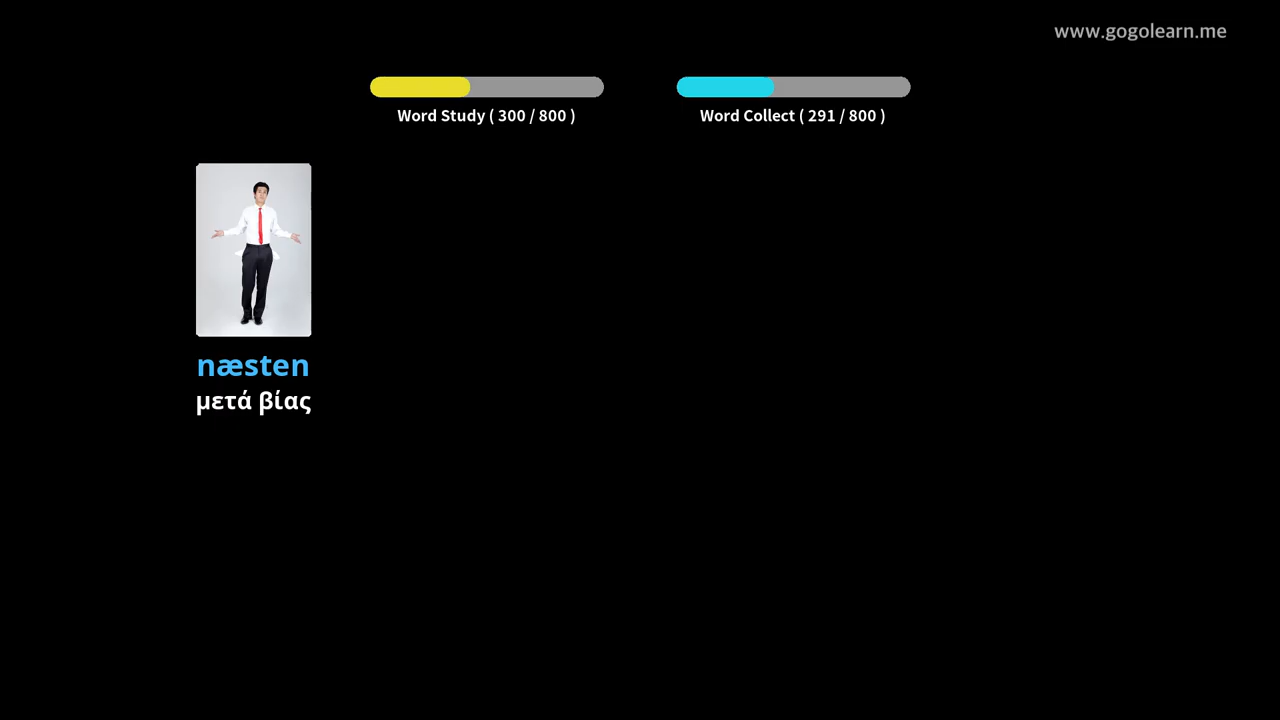 www.gogolearn.me
Word Study ( 300 / 800 )
Word Collect ( 291 / 800 )
næsten
μετά βίας